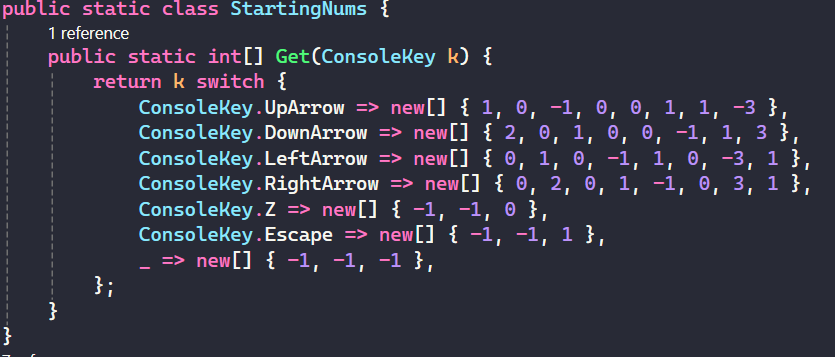 public static class StartingNums {
1 reference
public static int[] Get(ConsoleKey k) {
return k switch {
ConsoleKey.UpArrow => new[] { 1, 0, -1, 0, 0, 1, 1, -3 },
ConsoleKey.DownArrow => new[] { 2, 0, 1, 0, 0, -1, 1, 3 },
ConsoleKey.LeftArrow => new[] { 0, 1, 0, -1, 1, 0, -3, 1 },
ConsoleKey.RightArrow => new[] { 0, 2, 0, 1, -1, 0, 3, 1 },
ConsoleKey.Z => new[] { -1, -1, 0 },
ConsoleKey.Escape => new[] { -1, -1, 1 },
_ => new[] { -1, -1, -1 },
};
}
}